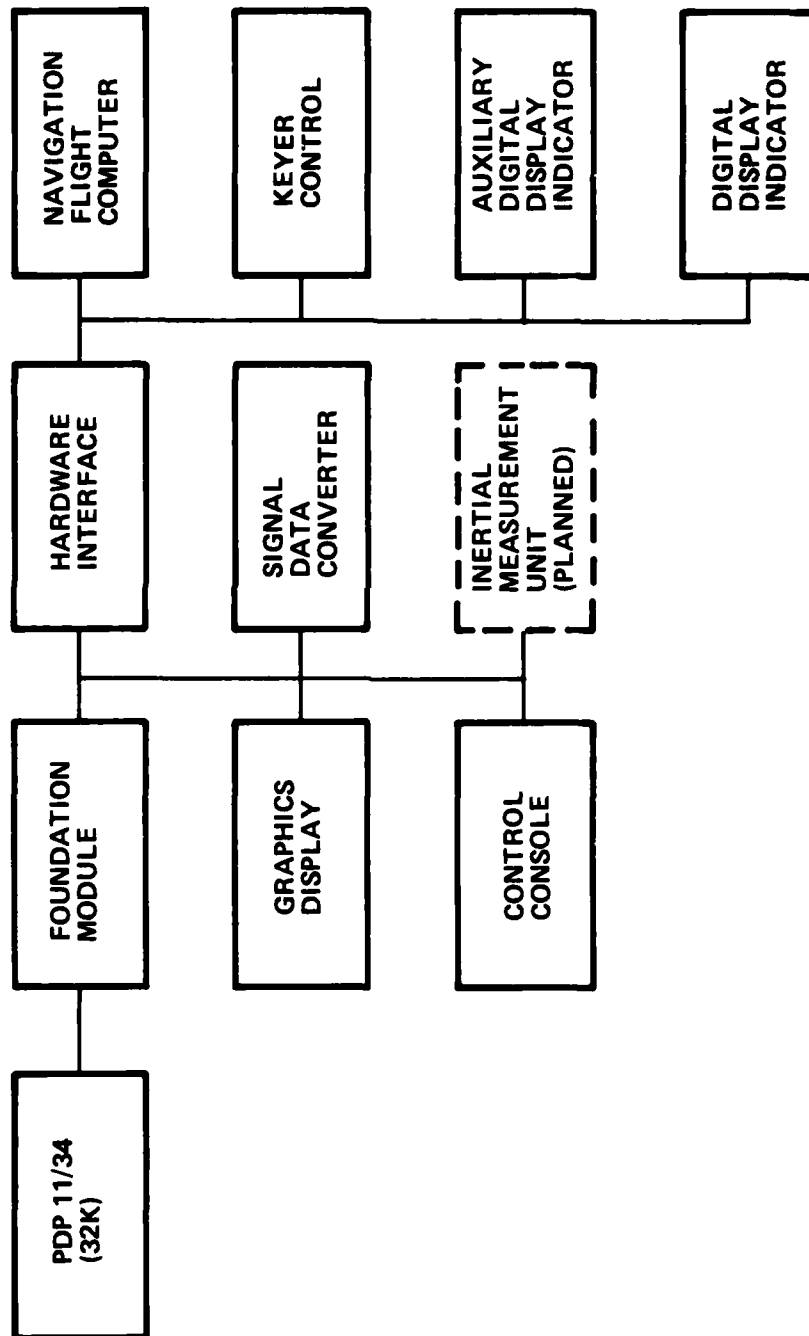 PDP 11/34
(32K)
FOUNDATION
MODULE
HARDWARE
INTERFACE
NAVIGATION
FLIGHT
COMPUTER
GRAPHICS
DISPLAY
SIGNAL
DATA
CONVERTER
KEYER
CONTROL
CONTROL
CONSOLE
INERTIAL
MEASUREMENT
UNIT
(PLANNED)
AUXILIARY
DIGITAL
DISPLAY
INDICATOR
DIGITAL
DISPLAY
INDICATOR